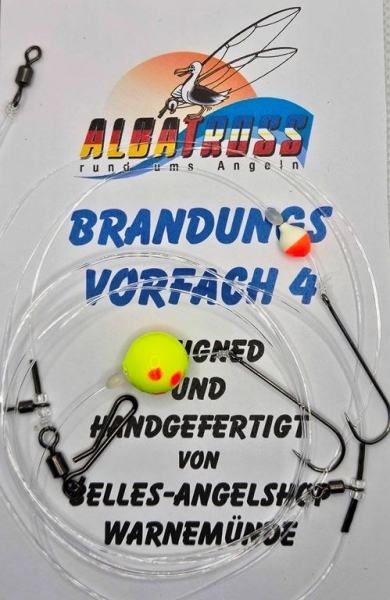 ALBATROSS
rund ums Angeln
BRANDUNGS
VORFACH 4
UND
HANDGEFERTIGT
VON
WARNEMÜNDE